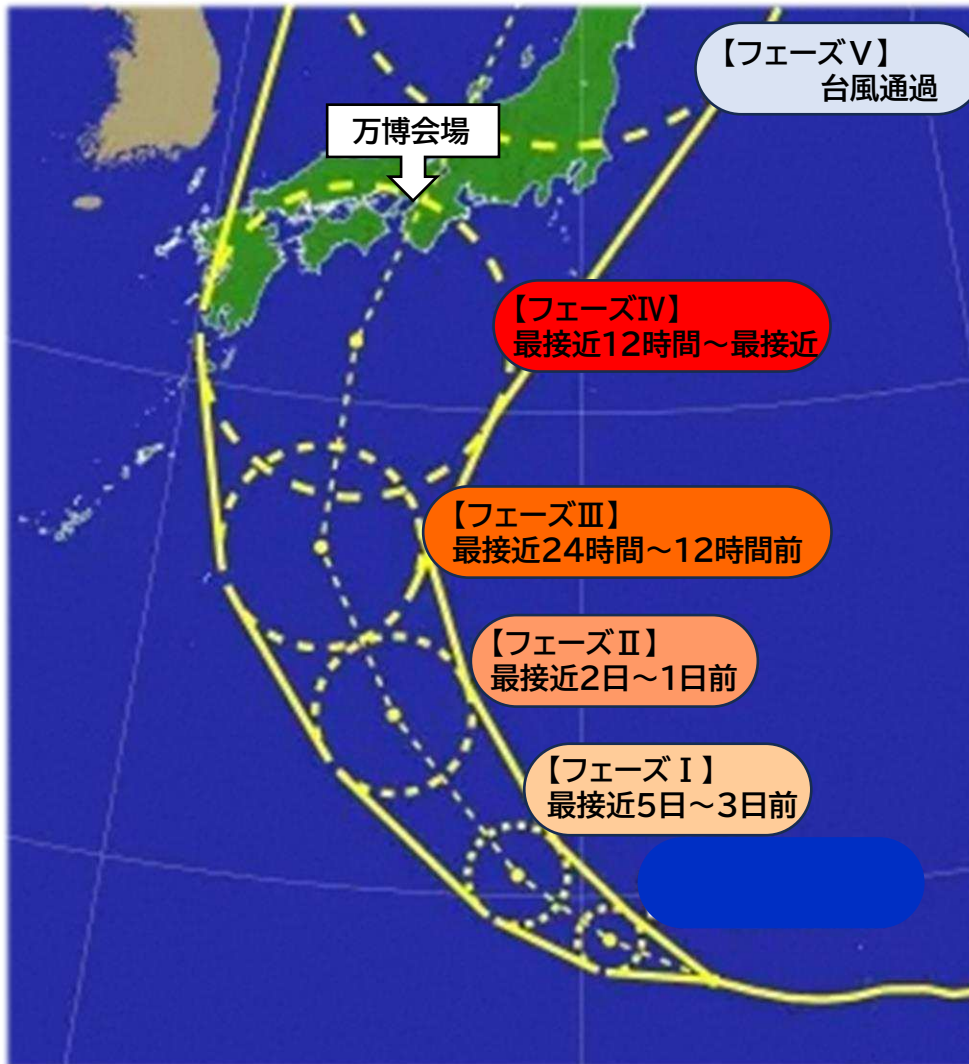 【フェーズⅤ】
台風通過
万博会場
【フェーズⅣ】
最接近12時間～最接近
【フェーズⅢ】
最接近24時間～12時間前
【フェーズⅡ】
最接近2日～1日前
【フェーズⅠ】
最接近5日～3日前